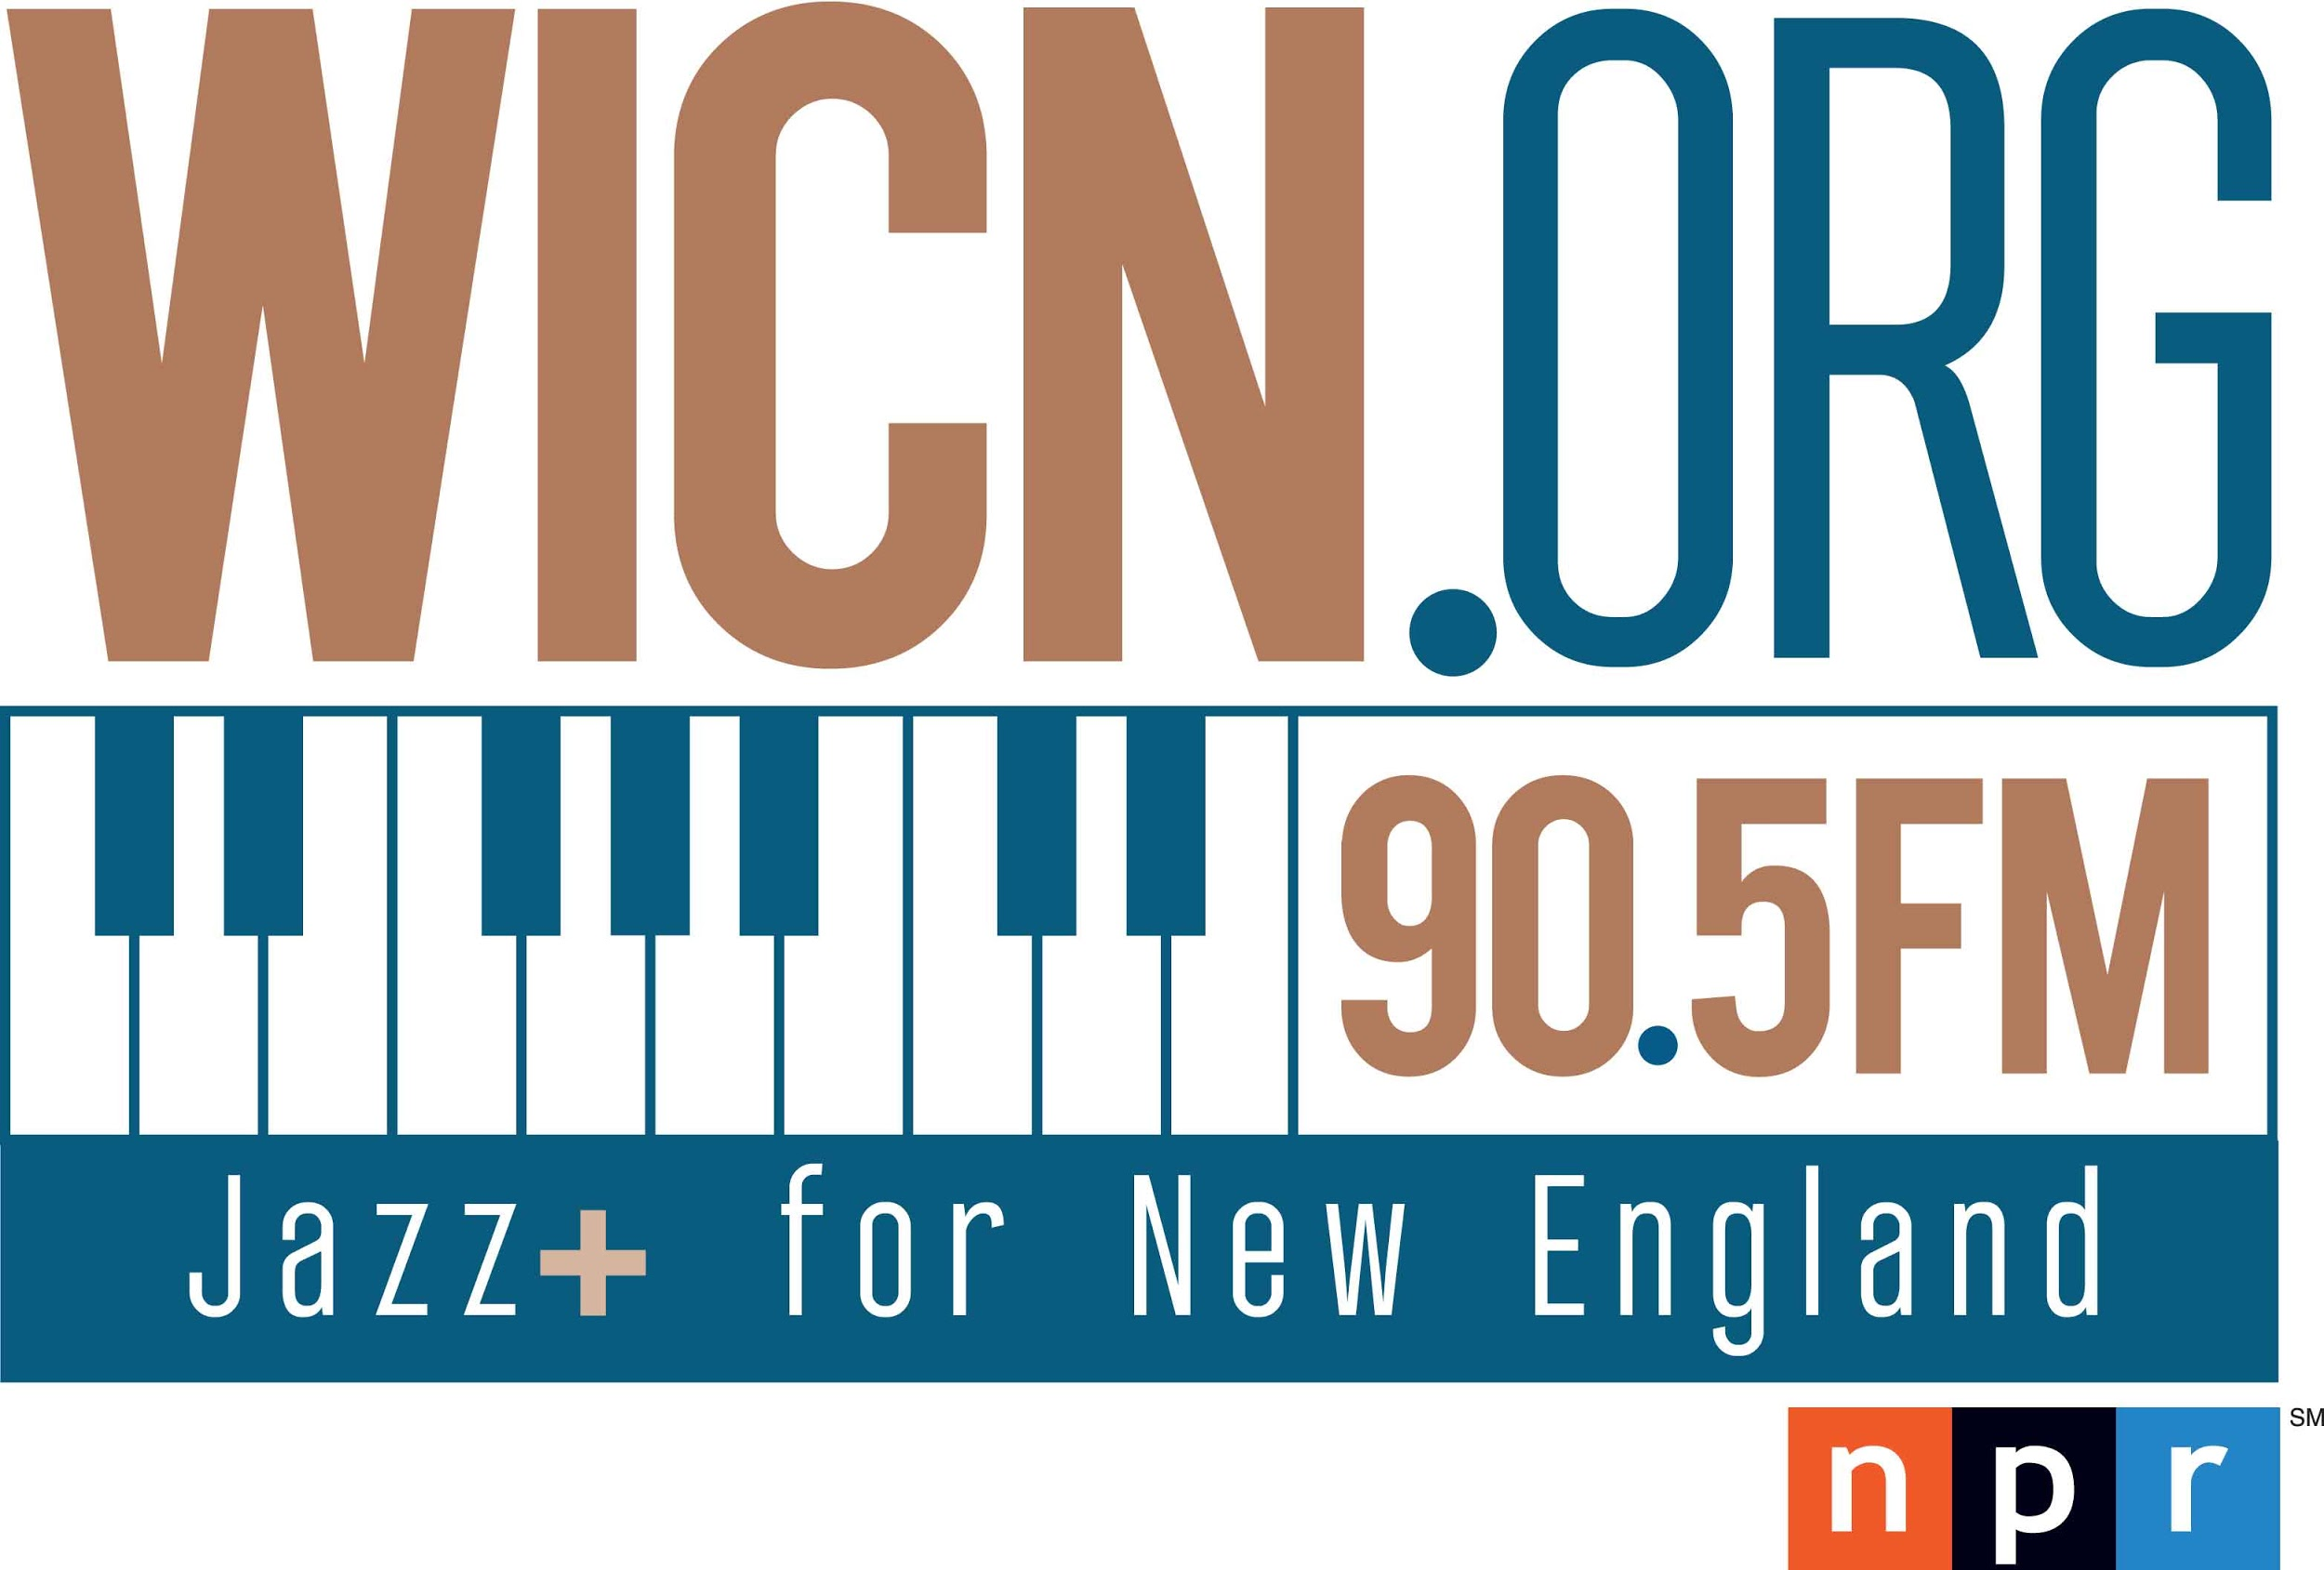 WICN.ORG
90.5FM
Jazz+ for New England
npr SM